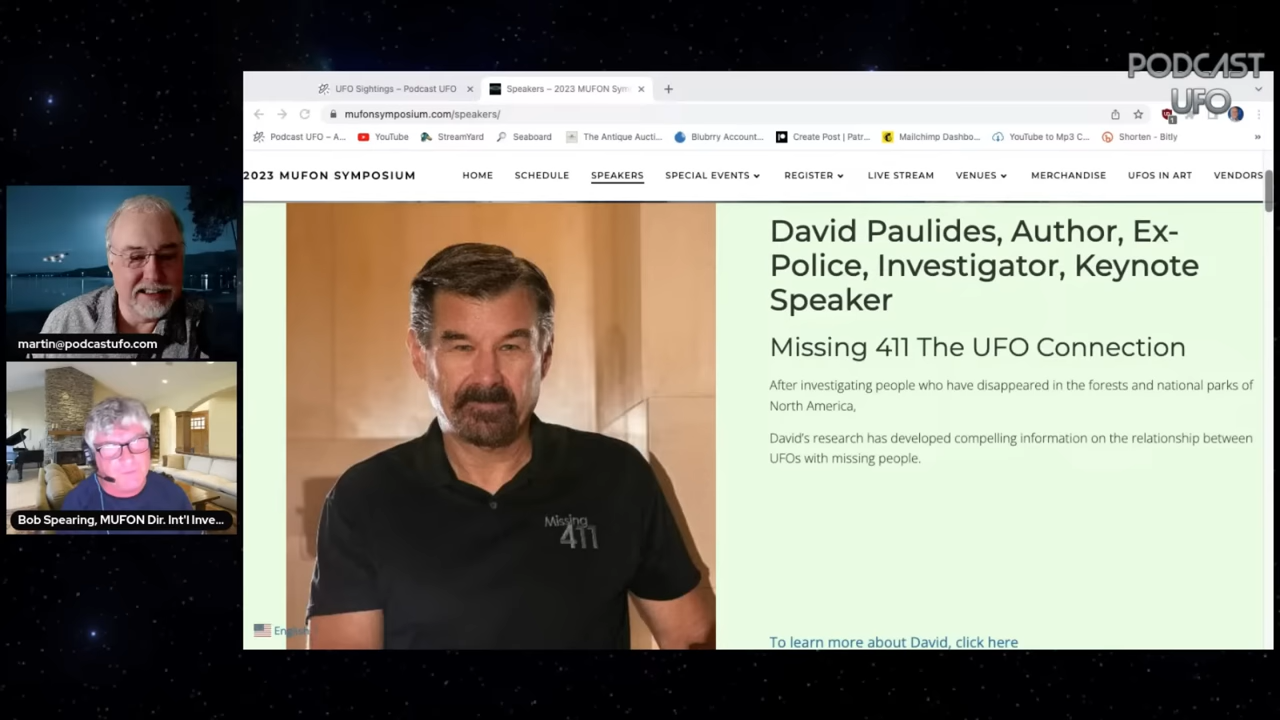 PODCAST
UFO
UFO Sightings – Podcast UFO
Speakers – 2023 MUFON Sym
mufonsymposium.com/speakers/
Podcast UFO – A...
YouTube
StreamYard
Seaboard
The Antique Aucti...
Blubrry Account...
Create Post | Patr...
Mailchimp Dashbo...
YouTube to Mp3 C...
Shorten - Bitly
2023 MUFON SYMPOSIUM
HOME
SCHEDULE
SPEAKERS
SPECIAL EVENTS
REGISTER
LIVE STREAM
VENUES
MERCHANDISE
UFOS IN ART
VENDORS
David Paulides, Author, Ex-
Police, Investigator, Keynote
Speaker
Missing 411 The UFO Connection
After investigating people who have disappeared in the forests and national parks of
North America,
David's research has developed compelling information on the relationship between
UFOs with missing people.
To learn more about David, click here
Missing
411
English
martin@podcastufo.com
Bob Spearing, MUFON Dir. Int'l Inve...